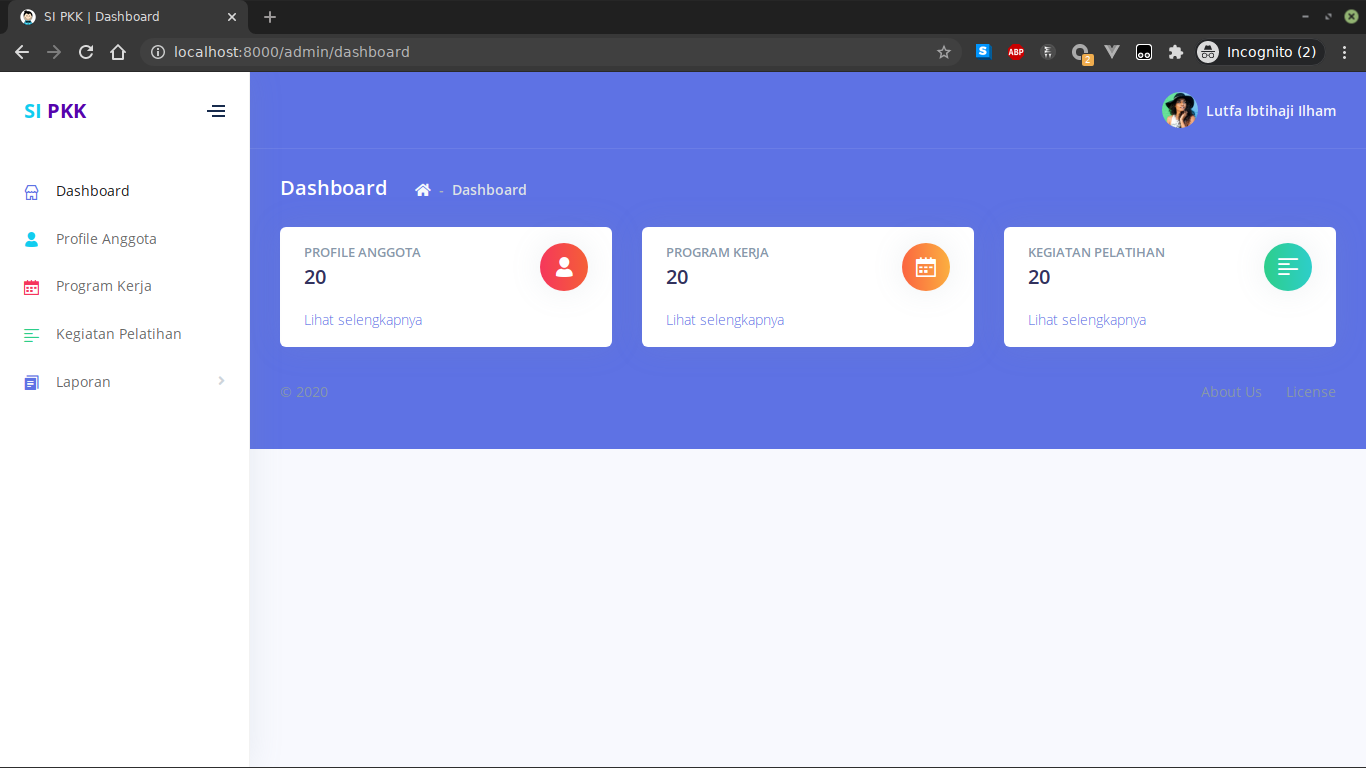 SI PKK | Dashboard
localhost:8000/admin/dashboard
S
ABP
2
Incognito (2)
SI PKK
Lutfa Ibtihaji Ilham
Dashboard
Profile Anggota
Program Kerja
Kegiatan Pelatihan
Laporan
Dashboard - Dashboard
PROFILE ANGGOTA
20
Lihat selengkapnya
PROGRAM KERJA
20
Lihat selengkapnya
KEGIATAN PELATIHAN
20
Lihat selengkapnya
© 2020
About Us License